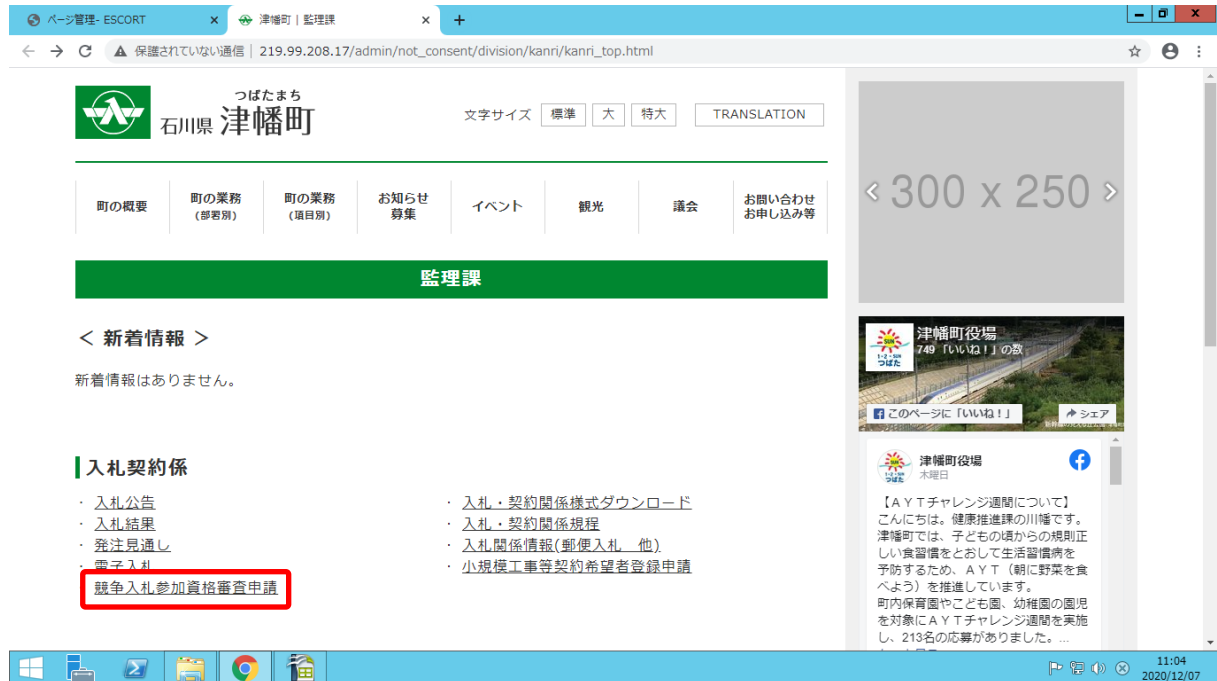 ページ管理- ESCORT
津幡町 | 監理課
保護されていない通信 | 219.99.208.17/admin/not_consent/division/kanri/kanri_top.html
つばたまち
石川県 津幡町
文字サイズ 標準 大 特大 TRANSLATION
町の概要
町の業務
(部署別)
町の業務
(項目別)
お知らせ
募集
イベント
観光
議会
お問い合わせ
お申し込み等
監理課
< 新着情報 >
新着情報はありません。
入札契約係
・ 入札公告
・ 入札結果
・ 発注見通し
・ 電子入札
競争入札参加資格審査申請
・ 入札・契約関係様式ダウンロード
・ 入札・契約関係規程
・ 入札関係情報(郵便入札 他)
・ 小規模工事等契約希望者登録申請
300 x 250
津幡町役場
749 「いいね！」の数
1・2・SUN
つばた
このページに「いいね！」
シェア
津幡町役場
木曜日
【ＡＹＴチャレンジ週間について】
こんにちは。健康推進課の川幡です。
津幡町では、子どもの頃からの規則正
しい食習慣をとおして生活習慣病を
予防するため、ＡＹＴ（朝に野菜を食
べよう）を推進しています。
町内保育園やこども園、幼稚園の園児
を対象にＡＹＴチャレンジ週間を実施
し、213名の応募がありました。...
11:04
2020/12/07